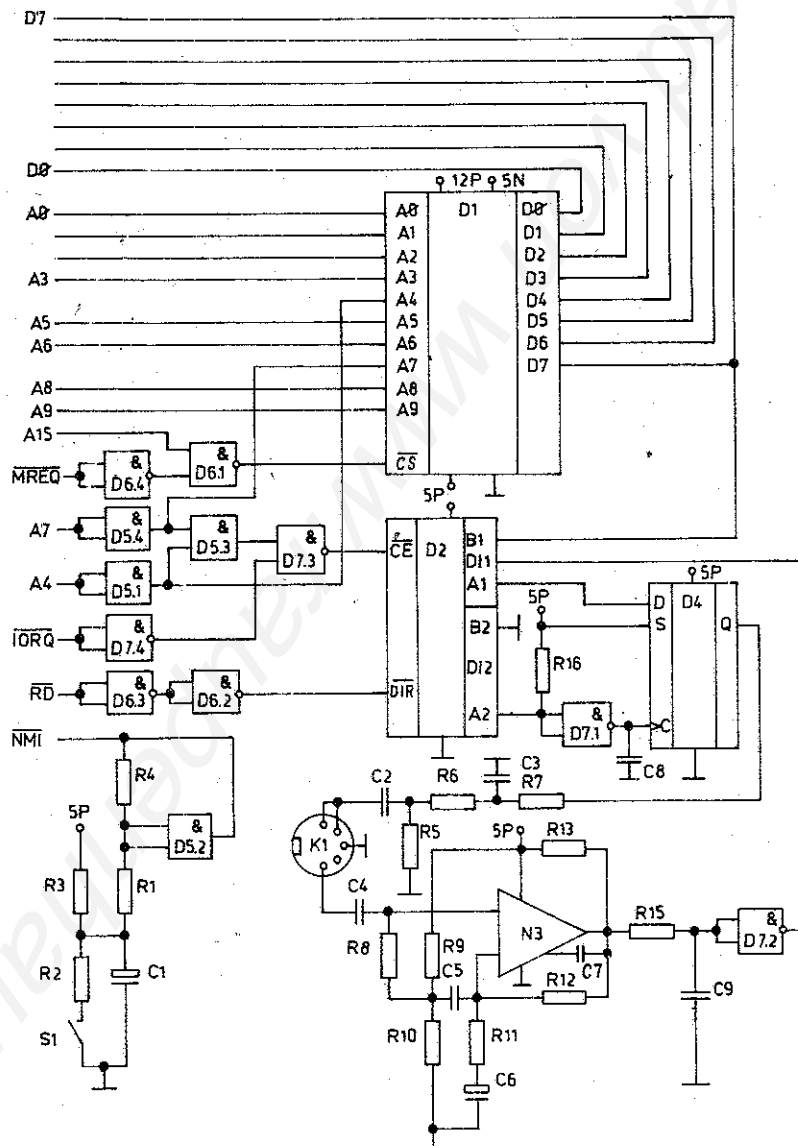 D7
D0
12P 5N
A0
A0 D1 D0
A1 D1
A2 D2
A3 A3 D3
A4 D4
A5 A5 D5
A6 A6 D6
A7 D7
A8 A8
A9 A9
A15
MREQ & D6.4 & D6.1 CS
5P
A7 & D5.4 & D5.3 & D7.3 CE D2 B1
DI1
A4 & D5.1 A1
5P D D4
5P S Q
IORQ & D7.4 B2
DI2 R16
RD & D6.3 & D6.2 DIR
A2 & D7.1 C
C8
NMI
R4 C2 R6 C3 R7
5P & D5.2 K1 R5 5P R13
R3 R1 C4
N3 R15 & D7.2
R8 R9 C5 C7
R2 C1 R12 C9
S1 R10 R11
C6
www.